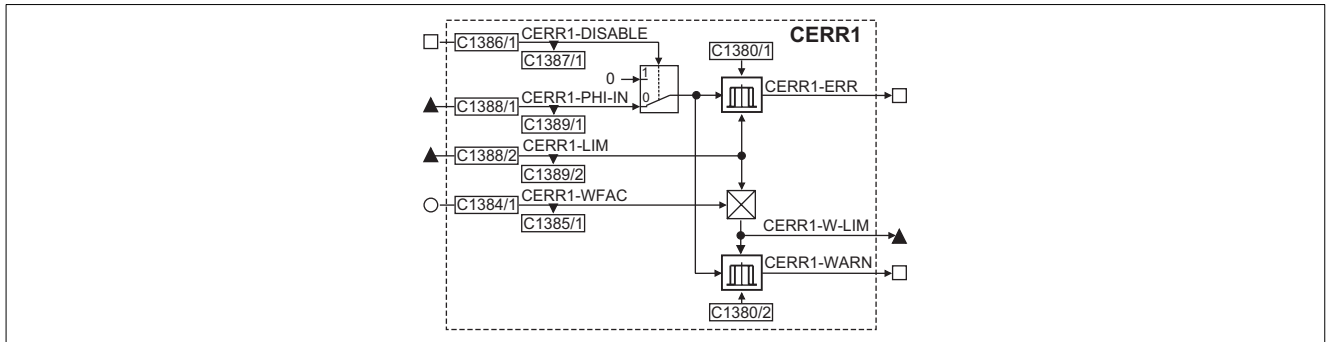 CERR1
C1386/1 CERR1-DISABLE
C1387/1
C1380/1
0
1
0
C1388/1 CERR1-PHI-IN
C1389/1
CERR1-ERR
C1388/2 CERR1-LIM
C1389/2
C1384/1 CERR1-WFAC
C1385/1
CERR1-W-LIM
CERR1-WARN
C1380/2